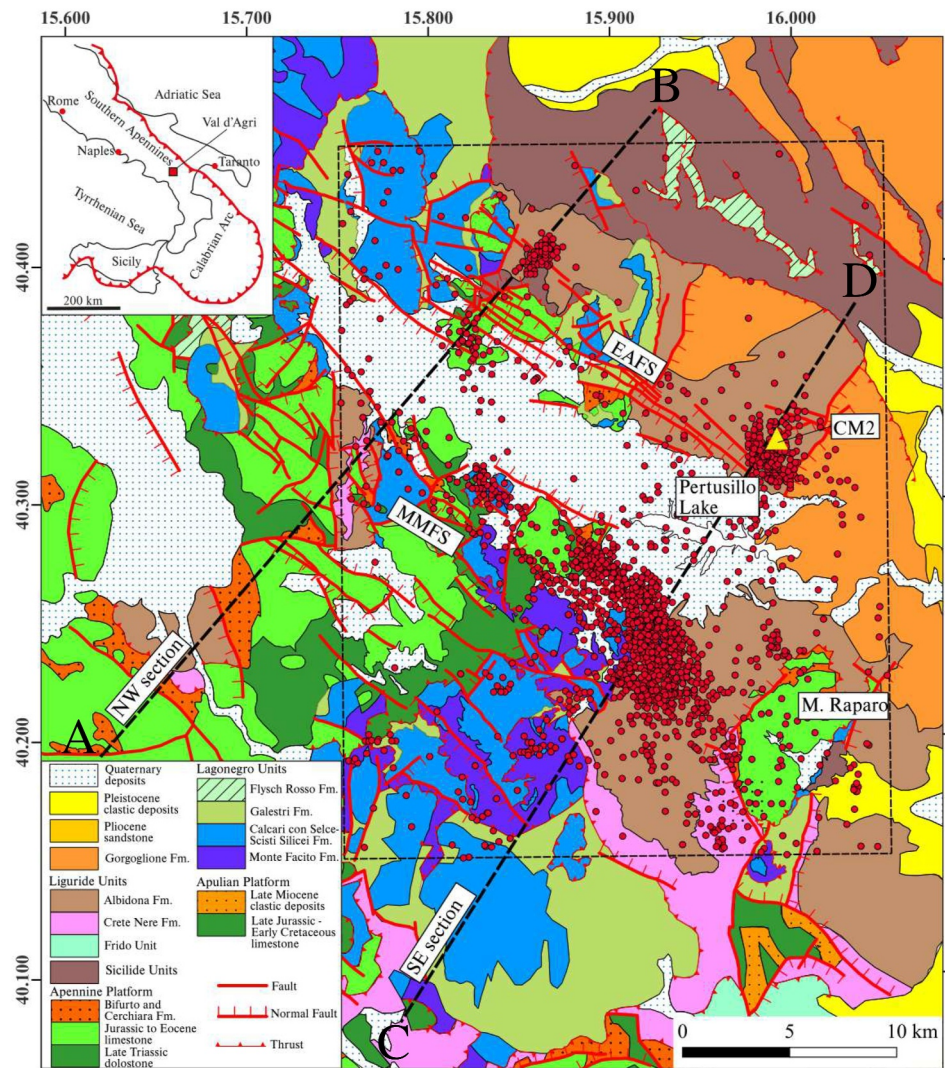 15.600 15.700 15.800 15.900 16.000
40.400
40.300
40.200
40.100
Rome
Adriatic Sea
Southern Apennines
Val d'Agri
Naples
Taranto
Tyrrhenian Sea
Calabrian Arc
Sicily
200 km
B
D
EAFS
CM2
Pertusillo
Lake
MMFS
NW section
A
M. Raparo
SE section
C
Quaternary
deposits
Pleistocene
clastic deposits
Pliocene
sandstone
Gorgoglione Fm.
Liguride Units
Albidona Fm.
Crete Nere Fm.
Frido Unit
Sicilide Units
Apennine Platform
Bifurto and
Cerchiara Fm.
Jurassic to Eocene
limestone
Late Triassic
dolostone
Lagonegro Units
Flysch Rosso Fm.
Galestri Fm.
Calcari con Selce-
Scisti Silicei Fm.
Monte Facito Fm.
Apulian Platform
Late Miocene
clastic deposits
Late Jurassic -
Early Cretaceous
limestone
Fault
Normal Fault
Thrust
0 5 10 km